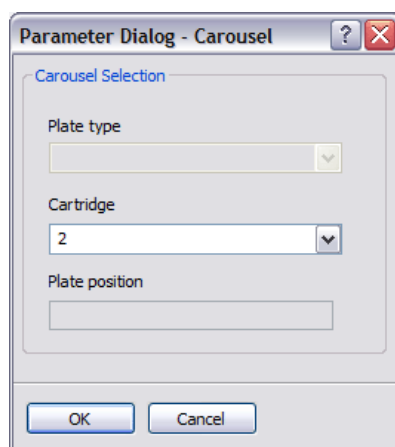 Parameter Dialog - Carousel
Carousel Selection
Plate type
Cartridge
2
Plate position
OK Cancel